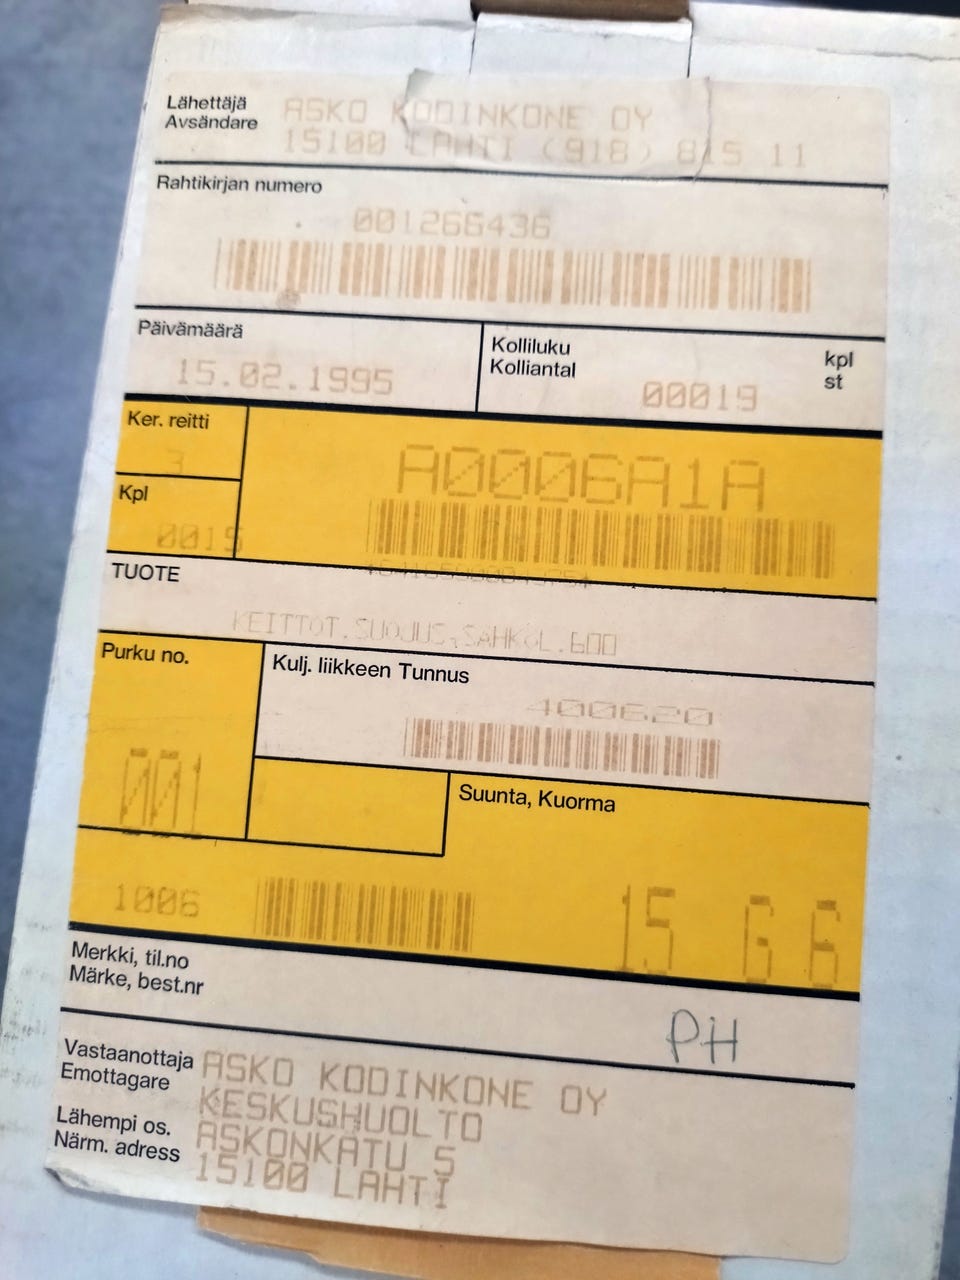 Lähettäjä
Avsändare
ASKO KODINKONE OY
15100 LAHTI (918) 815 11
Rahtikirjan numero
001266436
Päivämäärä
15.02.1995
Kolliluku
Kolliantal
kpl
st
00019
Ker. reitti
3
A0006A1A
Kpl
0015
TUOTE
KEITTOT.SUOJUS,SAHKOL.600
Purku no.
001
Kulj. liikkeen Tunnus
400620
Suunta, Kuorma
1006
15 G 6
Merkki, til.no
Märke, best.nr
PH
Vastaanottaja
Emottagare
ASKO KODINKONE OY
KESKUSHUOLTO
Lähempi os.
Närm. adress
ASKONKATU 5
15100 LAHTI